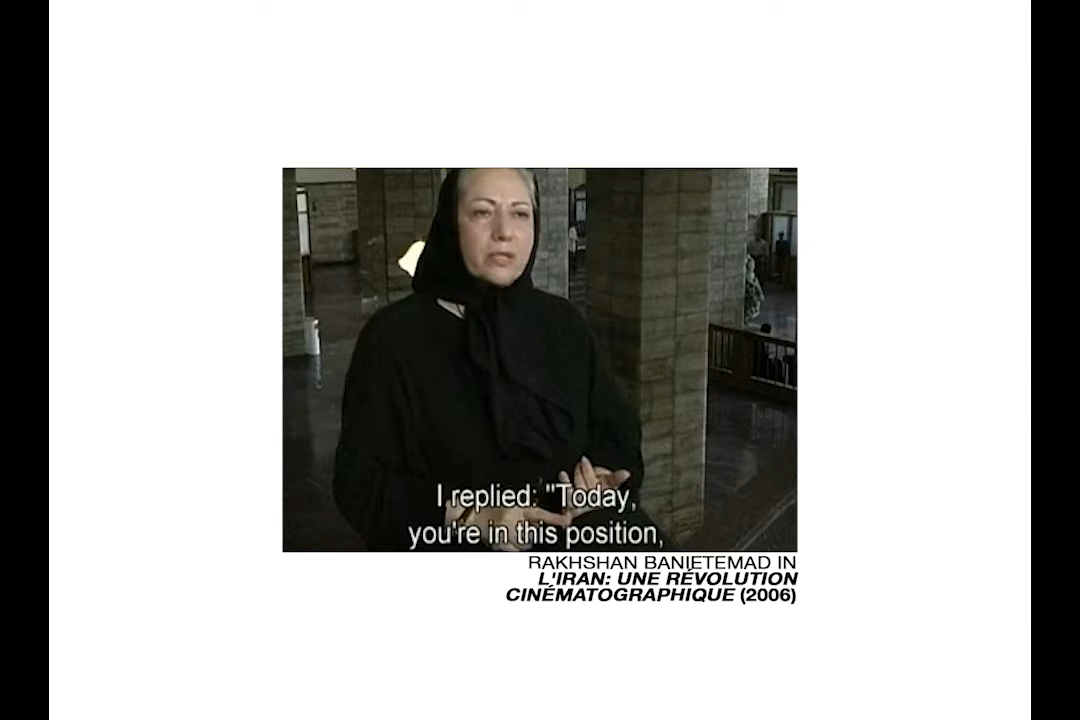 I replied: "Today,
you're in this position,
RAKHSHAN BANIETEMAD IN
L'IRAN: UNE RÉVOLUTION
CINÉMATOGRAPHIQUE (2006)